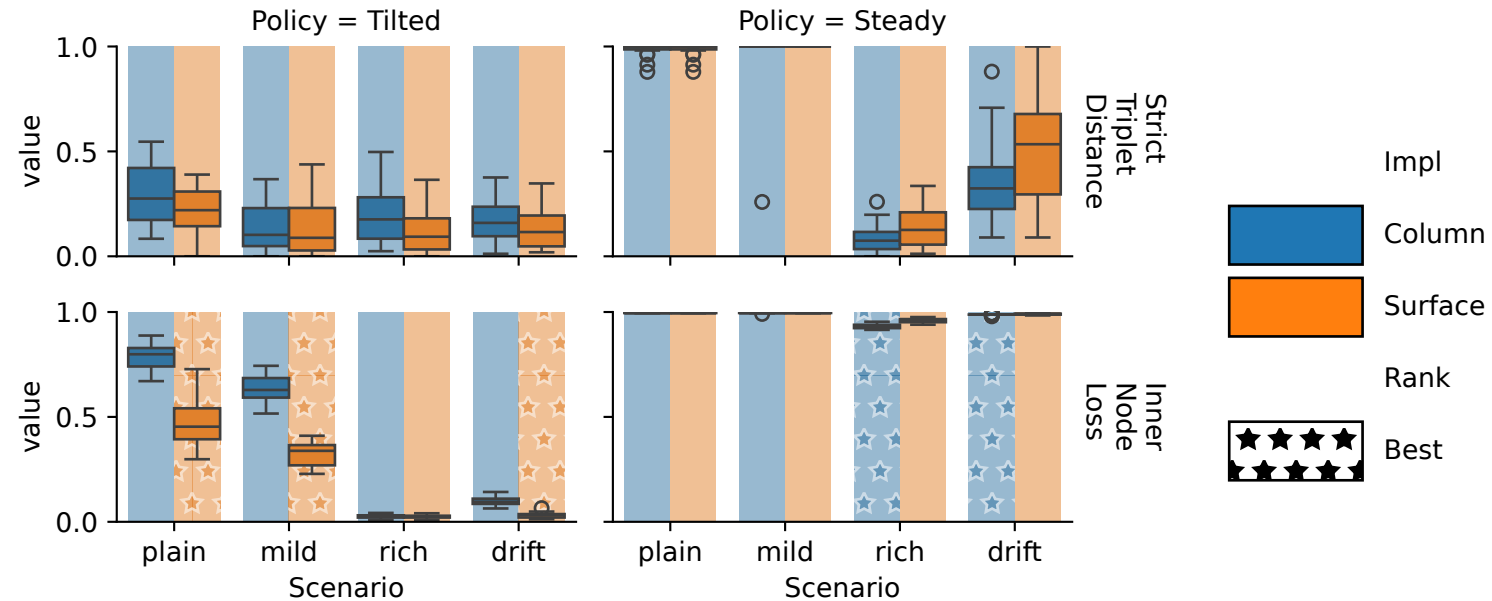 Policy = Tilted
Policy = Steady
1.0
0.5
0.0
value
Strict
Triplet
Distance
1.0
0.5
0.0
value
Inner
Node
Loss
plain mild rich drift
Scenario
plain mild rich drift
Scenario
Impl
Column
Surface
Rank
Best